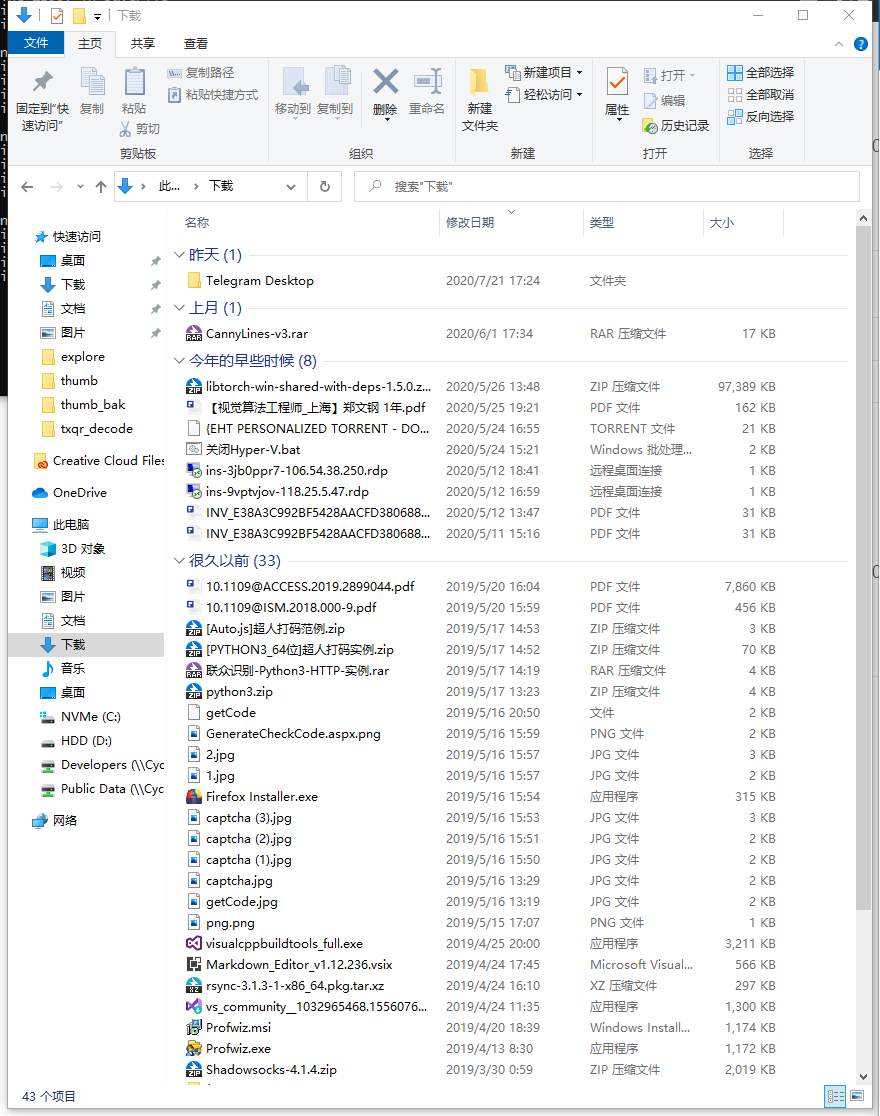 下载
文件 主页 共享 查看
固定到“快速访问”
复制
粘贴
复制路径
粘贴快捷方式
剪切
剪贴板
移动到 复制到 删除 重命名
组织
新建文件夹
新建项目
轻松访问
新建
属性
打开
编辑
历史记录
打开
全部选择
全部取消
反向选择
选择
此... 下载
搜索"下载"
快速访问
桌面
下载
文档
图片
explore
thumb
thumb_bak
txqr_decode
Creative Cloud Files
OneDrive
此电脑
3D 对象
视频
图片
文档
下载
音乐
桌面
NVMe (C:)
HDD (D:)
Developers (\\Cyc
Public Data (\\Cyc
网络
名称 修改日期 类型 大小
昨天 (1)
Telegram Desktop 2020/7/21 17:24 文件夹
上月 (1)
CannyLines-v3.rar 2020/6/1 17:34 RAR 压缩文件 17 KB
今年的早些时候 (8)
libtorch-win-shared-with-deps-1.5.0.z... 2020/5/26 13:48 ZIP 压缩文件 97,389 KB
【视觉算法工程师_上海】郑文钢 1年.pdf 2020/5/25 19:21 PDF 文件 162 KB
{EHT PERSONALIZED TORRENT - DO... 2020/5/24 16:55 TORRENT 文件 21 KB
关闭Hyper-V.bat 2020/5/24 15:21 Windows 批处理... 1 KB
ins-3jb0ppr7-106.54.38.250.rdp 2020/5/12 18:41 远程桌面连接 1 KB
ins-9vptvjov-118.25.5.47.rdp 2020/5/12 16:59 远程桌面连接 1 KB
INV_E38A3C992BF5428AACFD380688... 2020/5/12 13:47 PDF 文件 31 KB
INV_E38A3C992BF5428AACFD380688... 2020/5/11 15:16 PDF 文件 31 KB
很久以前 (33)
10.1109@ACCESS.2019.2899044.pdf 2019/5/20 16:04 PDF 文件 7,860 KB
10.1109@ISM.2018.000-9.pdf 2019/5/20 15:59 PDF 文件 456 KB
[Auto.js]超人打码范例.zip 2019/5/17 14:53 ZIP 压缩文件 3 KB
[PYTHON3_64位]超人打码实例.zip 2019/5/17 14:52 ZIP 压缩文件 70 KB
联众识别-Python3-HTTP-实例.rar 2019/5/17 14:19 RAR 压缩文件 4 KB
python3.zip 2019/5/17 13:23 ZIP 压缩文件 4 KB
getCode 2019/5/16 20:50 文件 2 KB
GenerateCheckCode.aspx.png 2019/5/16 15:59 PNG 文件 2 KB
2.jpg 2019/5/16 15:57 JPG 文件 3 KB
1.jpg 2019/5/16 15:57 JPG 文件 2 KB
Firefox Installer.exe 2019/5/16 15:54 应用程序 315 KB
captcha (3).jpg 2019/5/16 15:53 JPG 文件 3 KB
captcha (2).jpg 2019/5/16 15:51 JPG 文件 2 KB
captcha (1).jpg 2019/5/16 15:50 JPG 文件 2 KB
captcha.jpg 2019/5/16 13:29 JPG 文件 2 KB
getCode.jpg 2019/5/16 13:19 JPG 文件 2 KB
png.png 2019/5/15 17:07 PNG 文件 1 KB
visualcppbuildtools_full.exe 2019/4/25 20:00 应用程序 3,211 KB
Markdown_Editor_v1.12.236.vsix 2019/4/24 17:45 Microsoft Visual... 566 KB
rsync-3.1.3-1-x86_64.pkg.tar.xz 2019/4/24 16:10 XZ 压缩文件 297 KB
vs_community__1032965468.1556076... 2019/4/24 11:35 应用程序 1,300 KB
Profwiz.msi 2019/4/20 18:39 Windows Install... 1,174 KB
Profwiz.exe 2019/4/13 8:30 应用程序 1,172 KB
Shadowsocks-4.1.4.zip 2019/3/30 0:59 ZIP 压缩文件 2,019 KB
43 个项目